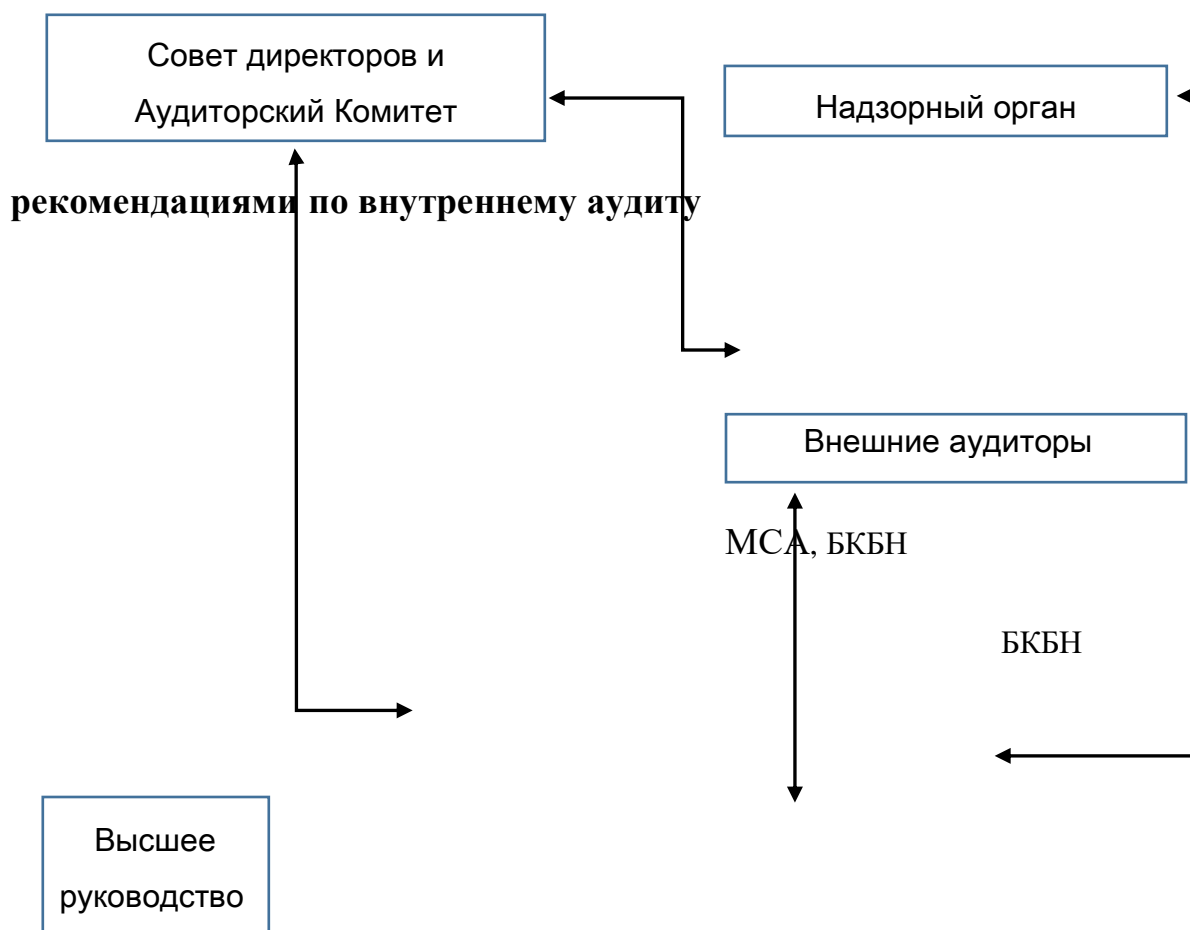 Совет директоров и
Аудиторский Комитет
Надзорный орган
рекомендациями по внутреннему аудиту
Внешние аудиторы
МСА, БКБН
БКБН
Высшее
руководство